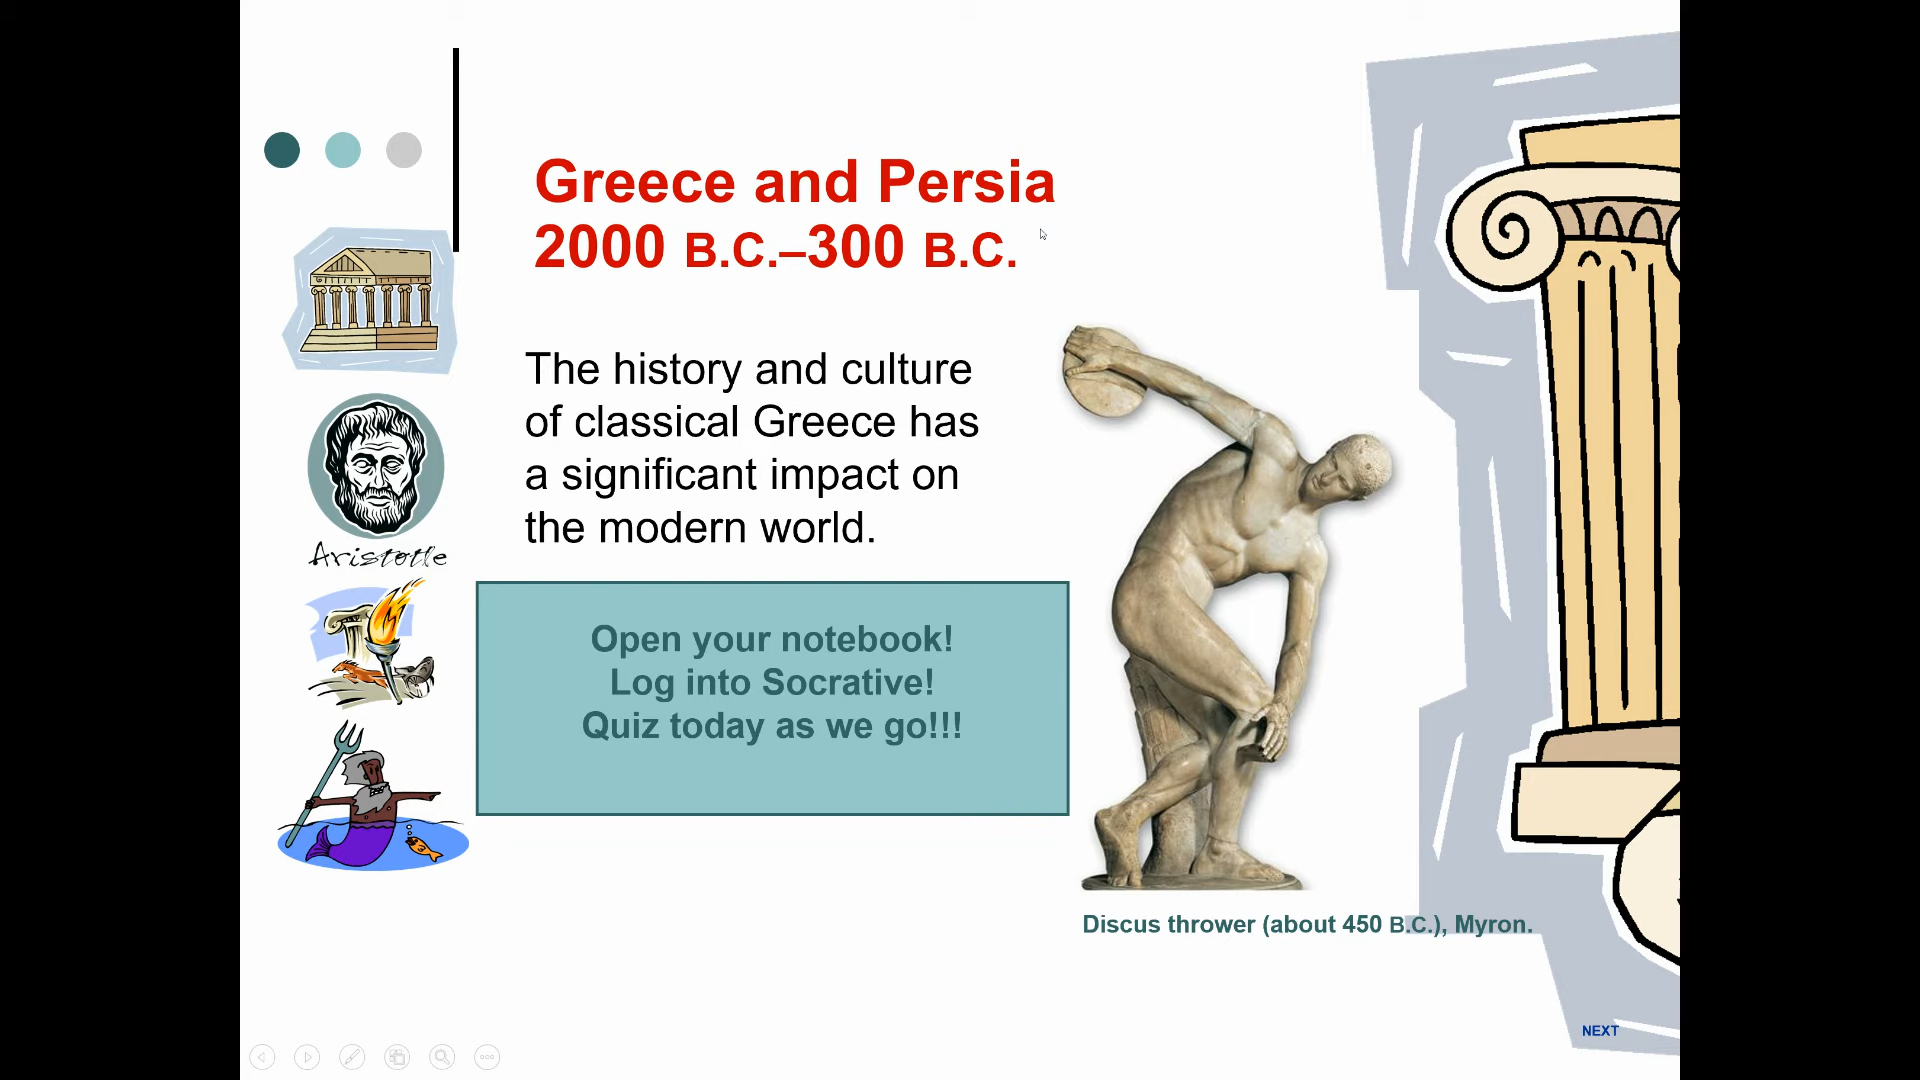 Greece and Persia
2000 B.C.–300 B.C.
The history and culture
of classical Greece has
a significant impact on
the modern world.
Aristotle
Open your notebook!
Log into Socrative!
Quiz today as we go!!!
Discus thrower (about 450 B.C.), Myron.
NEXT